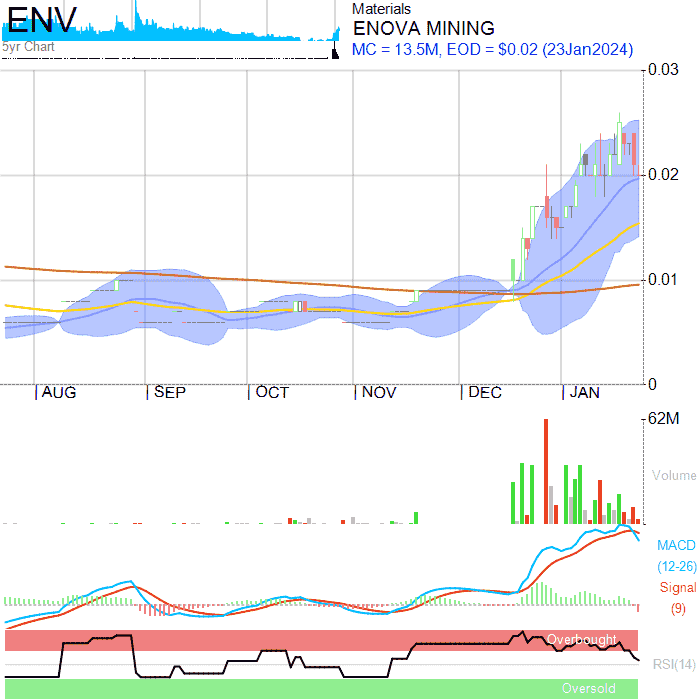 ENV
5yr Chart
Materials
ENOVA MINING
MC = 13.5M, EOD = $0.02 (23Jan2024)
0.03
0.02
0.01
0
AUG
SEP
OCT
NOV
DEC
JAN
62M
Volume
MACD
(12-26)
Signal
(9)
Overbought
RSI(14)
Oversold